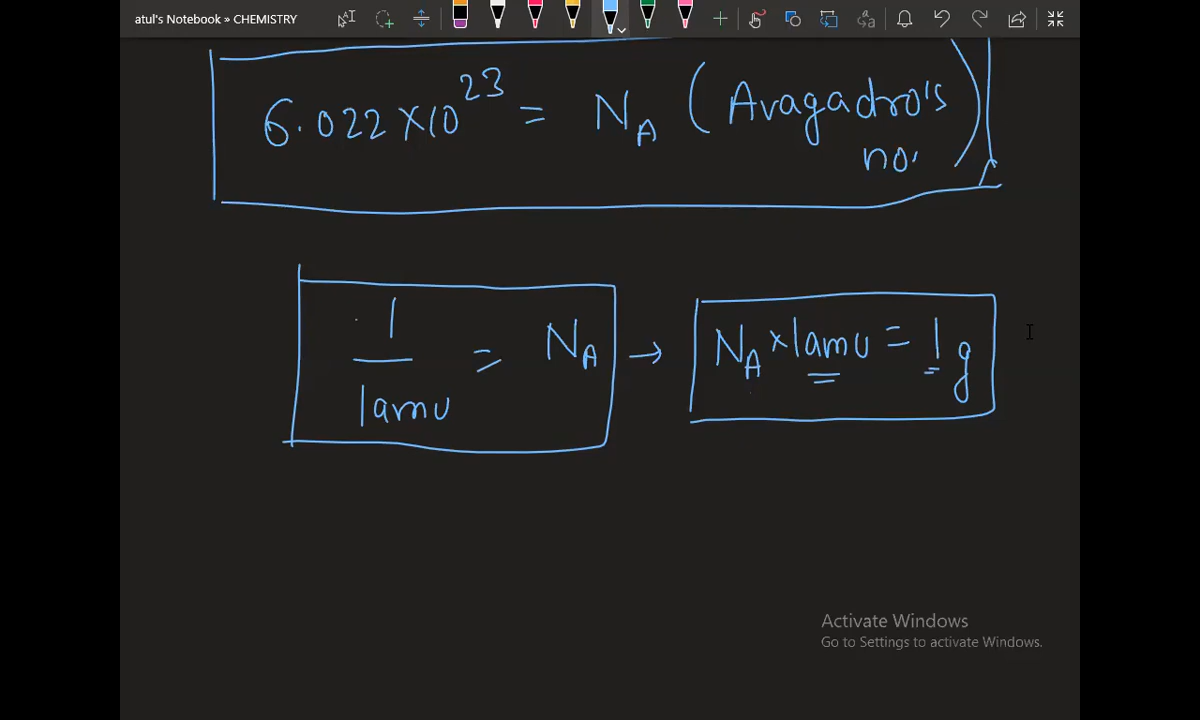 atul's Notebook » CHEMISTRY
6.022 × 10^23 = N_A (Avagadro's
no.)
1/1amu = N_A → N_A × 1amu = 1g
Activate Windows
Go to Settings to activate Windows.